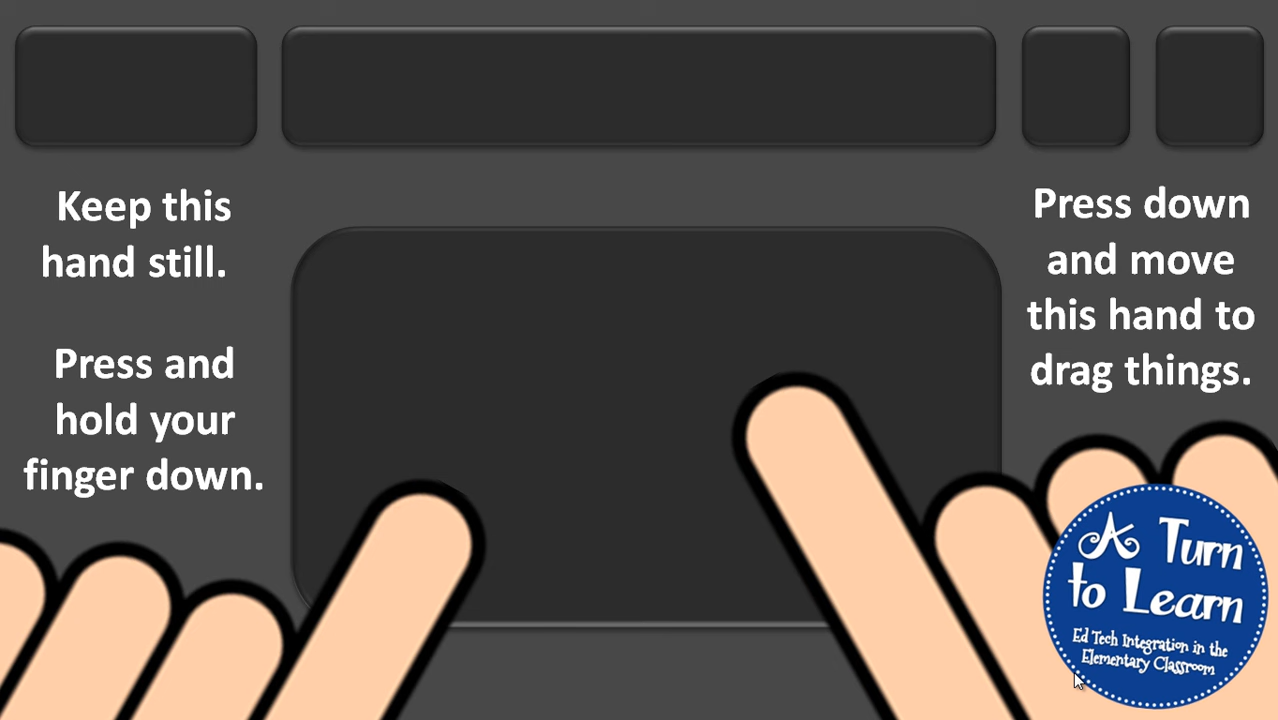 Keep this
hand still.
Press and
hold your
finger down.
Press down
and move
this hand to
drag things.
A Turn
to Learn
Ed Tech Integration in the
Elementary Classroom